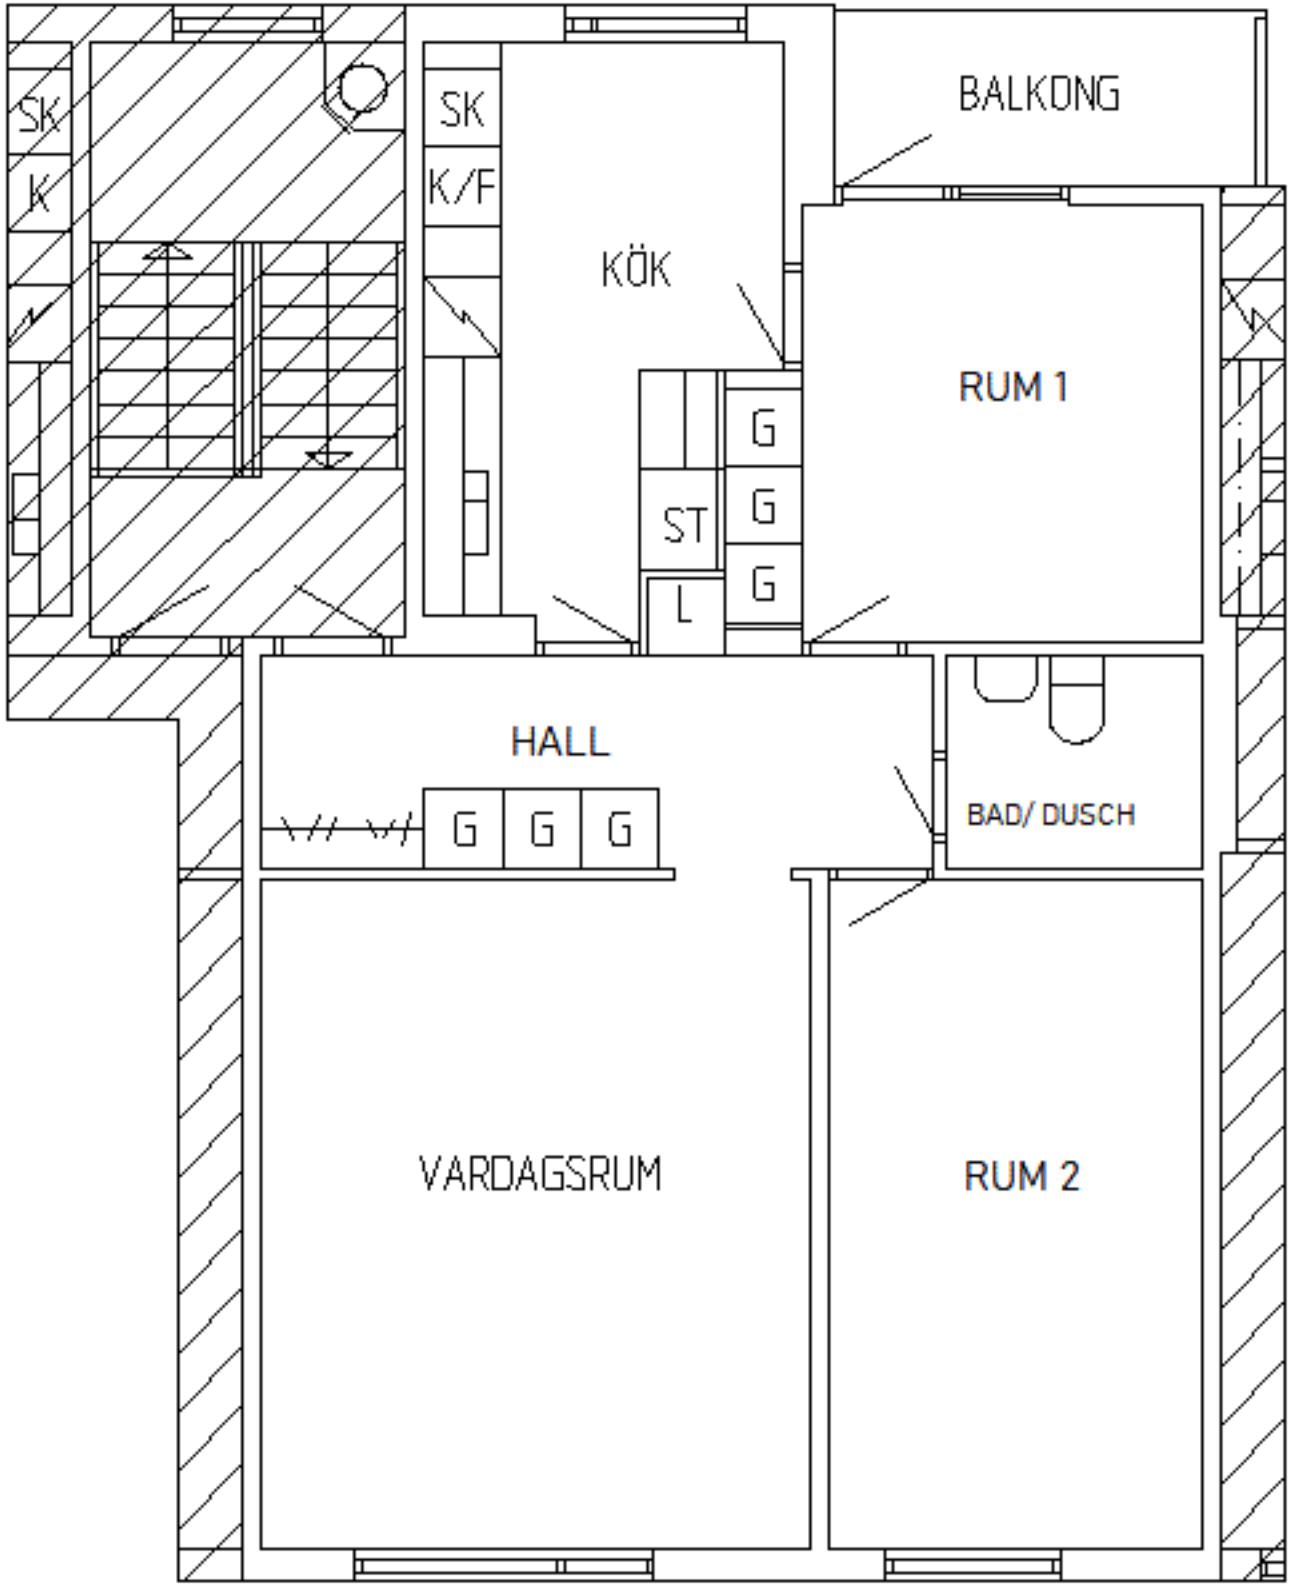 BALKONG
SK
SK
K
K/F
KÖK
RUM 1
G
G
ST
G
L
HALL
BAD/ DUSCH
G G G
VARDAGSRUM
RUM 2